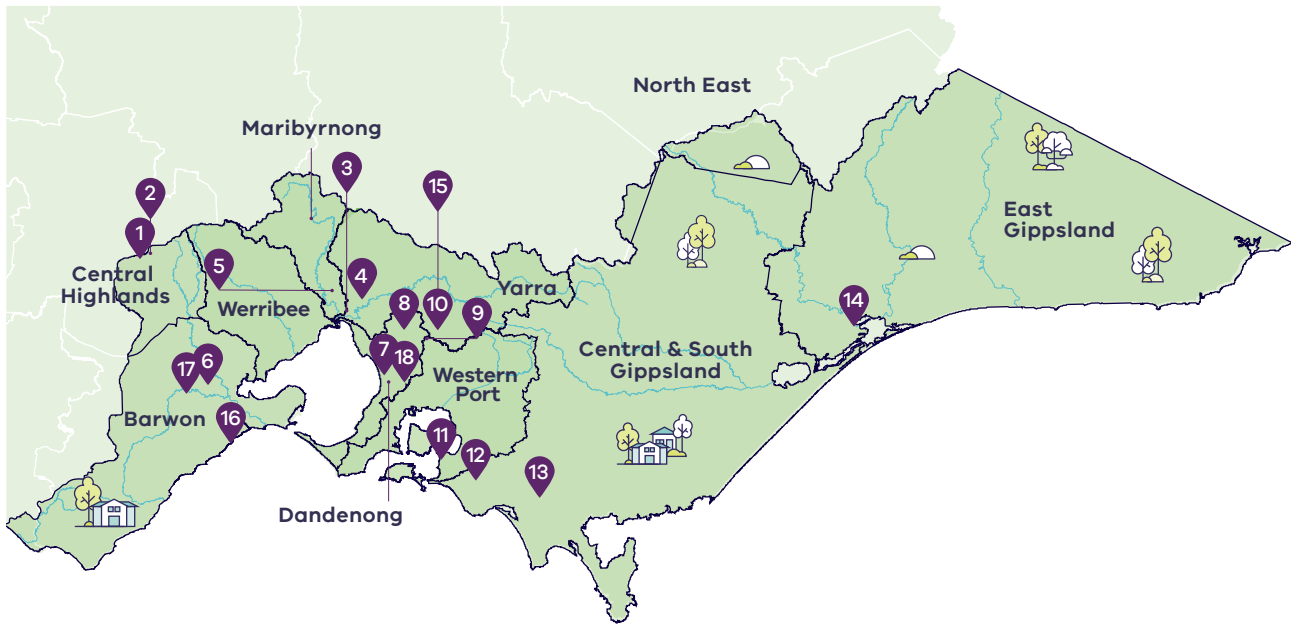 North East
Maribyrnong
3
15
2
1
East
Gippsland
Central
Highlands
5
4
Yarra
Werribee
8
10
9
14
7
18
Central & South
Gippsland
17
6
Western
Port
Barwon
16
11
12
13
Dandenong